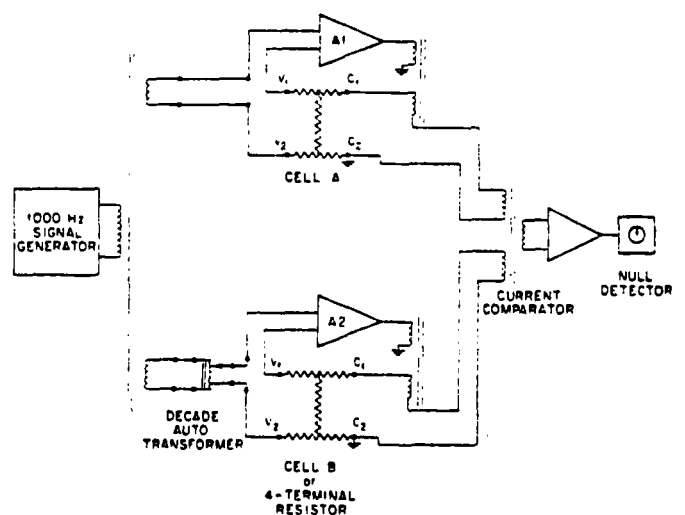 A1
V1
C1
V2
C2
CELL A
1000 Hz
SIGNAL
GENERATOR
NULL
DETECTOR
CURRENT
COMPARATOR
A2
V1
C1
V2
C2
DECADE
AUTO
TRANSFORMER
CELL B
or
4-TERMINAL
RESISTOR